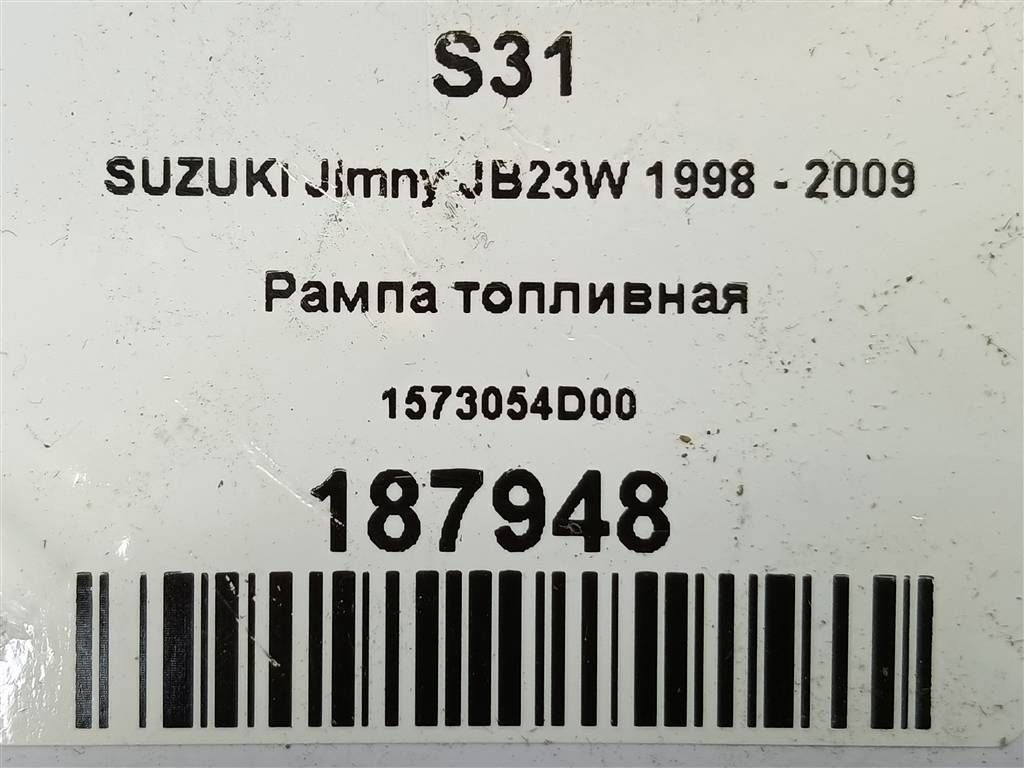 S31
SUZUKI Jimny JB23W 1998 - 2009
Рампа топливная
1573054D00
187948